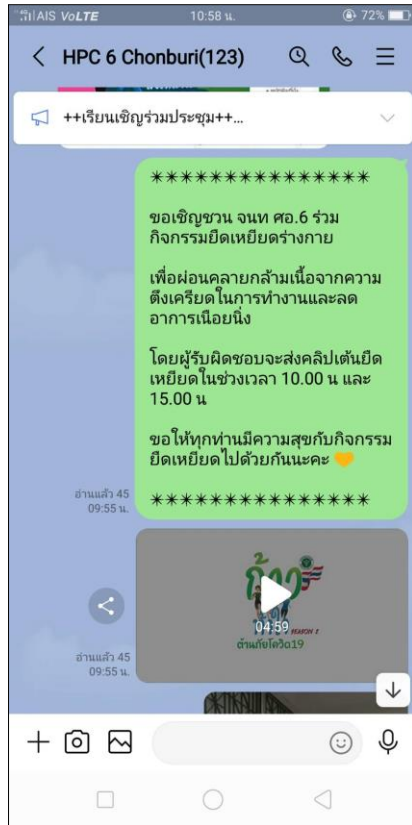 AIS VoLTE 10:58 น. 72%
HPC 6 Chonburi(123)
++เรียนเชิญร่วมประชุม++...
✶✶✶✶✶✶✶✶✶✶✶✶✶✶✶
ขอเชิญชวน จนท ศอ.6 ร่วม
กิจกรรมยืดเหยียดร่างกาย
เพื่อผ่อนคลายกล้ามเนื้อจากความ
ตึงเครียดในการทำงานและลด
อาการเนือยนิ่ง
โดยผู้รับผิดชอบจะส่งคลิปเต้นยืด
เหยียดในช่วงเวลา 10.00 น และ
15.00 น
ขอให้ทุกท่านมีความสุขกับกิจกรรม
ยืดเหยียดไปด้วยกันนะคะ 🧡
✶✶✶✶✶✶✶✶✶✶✶✶✶✶✶
อ่านแล้ว 45
09:55 น.
ก้าว
2
SEASON 2
04:59
ต้านภัยโควิด19
อ่านแล้ว 45
09:55 น.